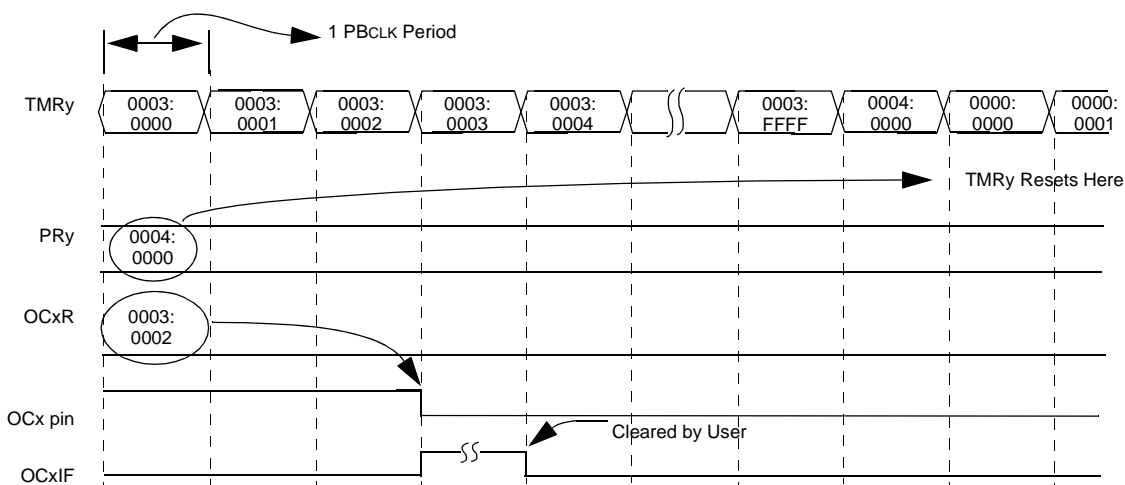 1 PBCLK Period
TMRy
0003:
0000
0003:
0001
0003:
0002
0003:
0003
0003:
0004
0003:
FFFF
0004:
0000
0000:
0000
0000:
0001
TMRy Resets Here
PRy
0004:
0000
OCxR
0003:
0002
OCx pin
Cleared by User
OCxIF